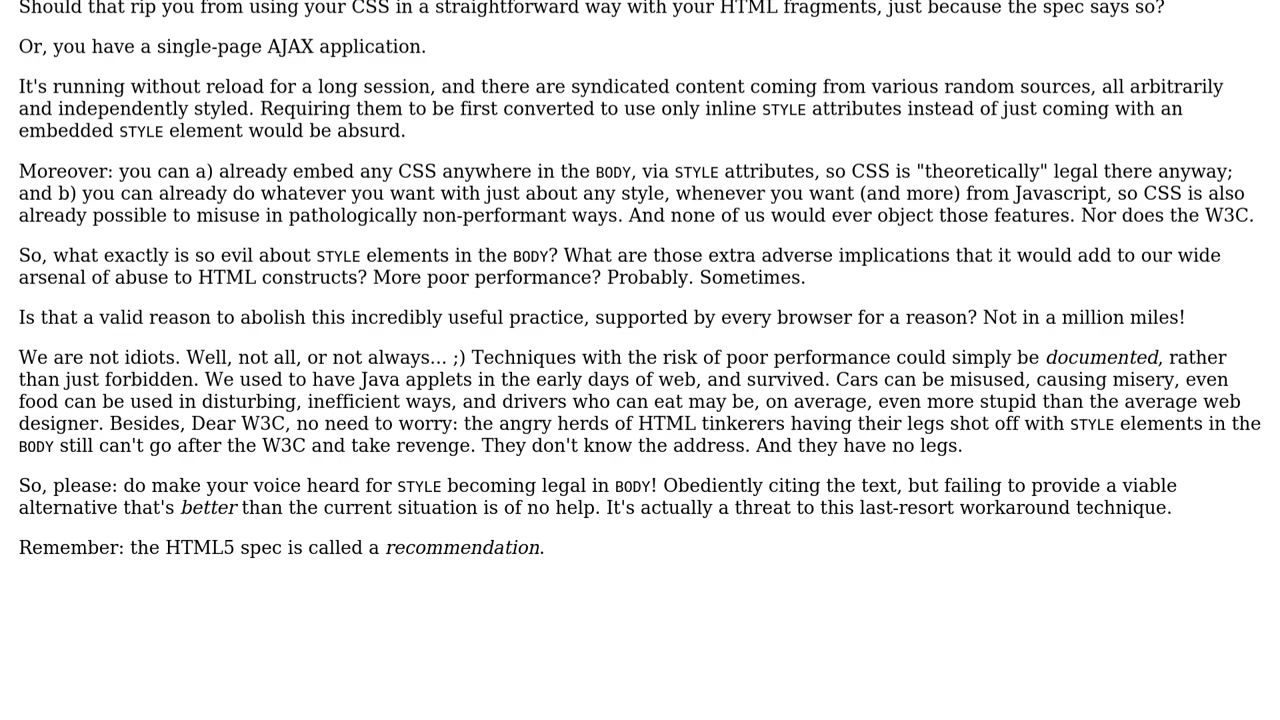 Should that rip you from using your CSS in a straightforward way with your HTML fragments, just because the spec says so?
Or, you have a single-page AJAX application.
It's running without reload for a long session, and there are syndicated content coming from various random sources, all arbitrarily
and independently styled. Requiring them to be first converted to use only inline STYLE attributes instead of just coming with an
embedded STYLE element would be absurd.
Moreover: you can a) already embed any CSS anywhere in the BODY, via STYLE attributes, so CSS is "theoretically" legal there anyway;
and b) you can already do whatever you want with just about any style, whenever you want (and more) from Javascript, so CSS is also
already possible to misuse in pathologically non-performant ways. And none of us would ever object those features. Nor does the W3C.
So, what exactly is so evil about STYLE elements in the BODY? What are those extra adverse implications that it would add to our wide
arsenal of abuse to HTML constructs? More poor performance? Probably. Sometimes.
Is that a valid reason to abolish this incredibly useful practice, supported by every browser for a reason? Not in a million miles!
We are not idiots. Well, not all, or not always... ;) Techniques with the risk of poor performance could simply be documented, rather
than just forbidden. We used to have Java applets in the early days of web, and survived. Cars can be misused, causing misery, even
food can be used in disturbing, inefficient ways, and drivers who can eat may be, on average, even more stupid than the average web
designer. Besides, Dear W3C, no need to worry: the angry herds of HTML tinkerers having their legs shot off with STYLE elements in the
BODY still can't go after the W3C and take revenge. They don't know the address. And they have no legs.
So, please: do make your voice heard for STYLE becoming legal in BODY! Obediently citing the text, but failing to provide a viable
alternative that's better than the current situation is of no help. It's actually a threat to this last-resort workaround technique.
Remember: the HTML5 spec is called a recommendation.